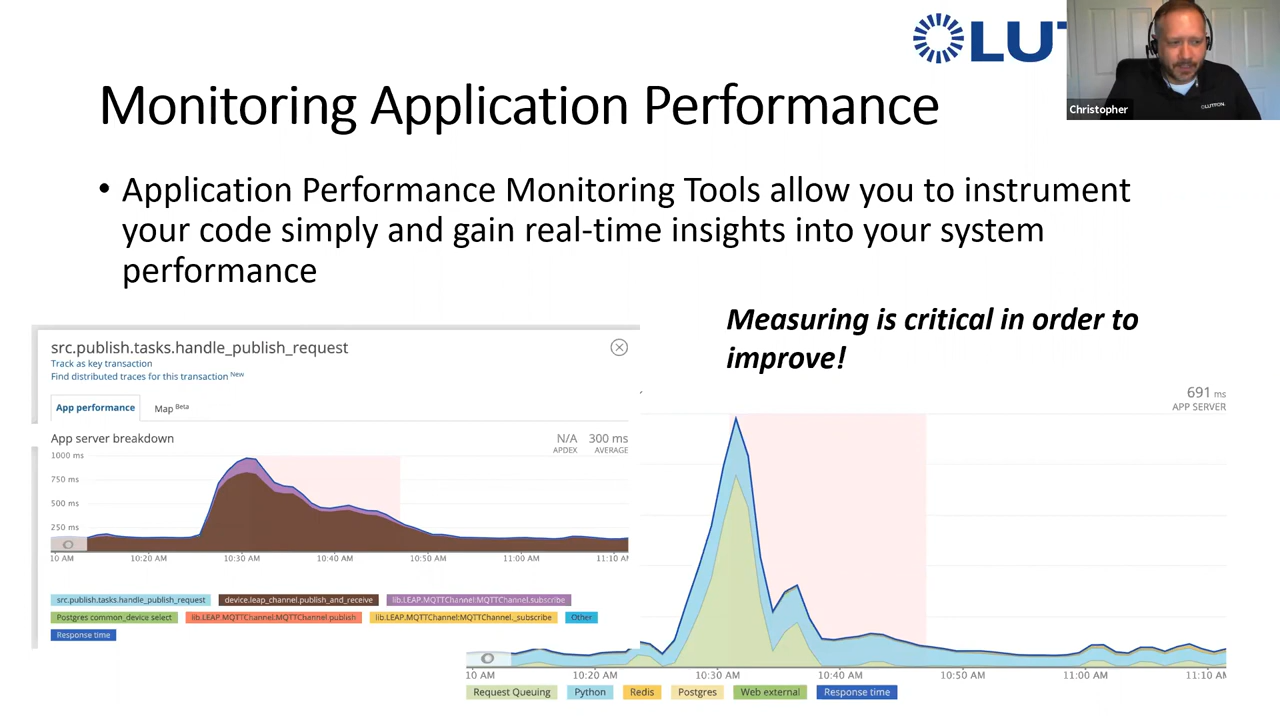 LUT
Christopher
LUTRON
Monitoring Application Performance
• Application Performance Monitoring Tools allow you to instrument
your code simply and gain real-time insights into your system
performance
Measuring is critical in order to
improve!
src.publish.tasks.handle_publish_request
Track as key transaction
Find distributed traces for this transaction New
App performance
Map Beta
App server breakdown
N/A
APDEX
300 ms
AVERAGE
1000 ms
750 ms
500 ms
250 ms
10 AM
10:20 AM
10:30 AM
10:40 AM
10:50 AM
11:00 AM
11:10 A
src.publish.tasks.handle_publish_request
device.leap_channel.publish_and_receive
lib.LEAP.MQTTChannel:MQTTChannel.subscribe
Postgres common_device select
lib.LEAP.MQTTChannel:MQTTChannel.publish
lib.LEAP.MQTTChannel:MQTTChannel._subscribe
Other
Response time
691 ms
APP SERVER
10 AM
10:20 AM
10:30 AM
10:40 AM
10:50 AM
11:00 AM
11:10 AM
Request Queuing
Python
Redis
Postgres
Web external
Response time